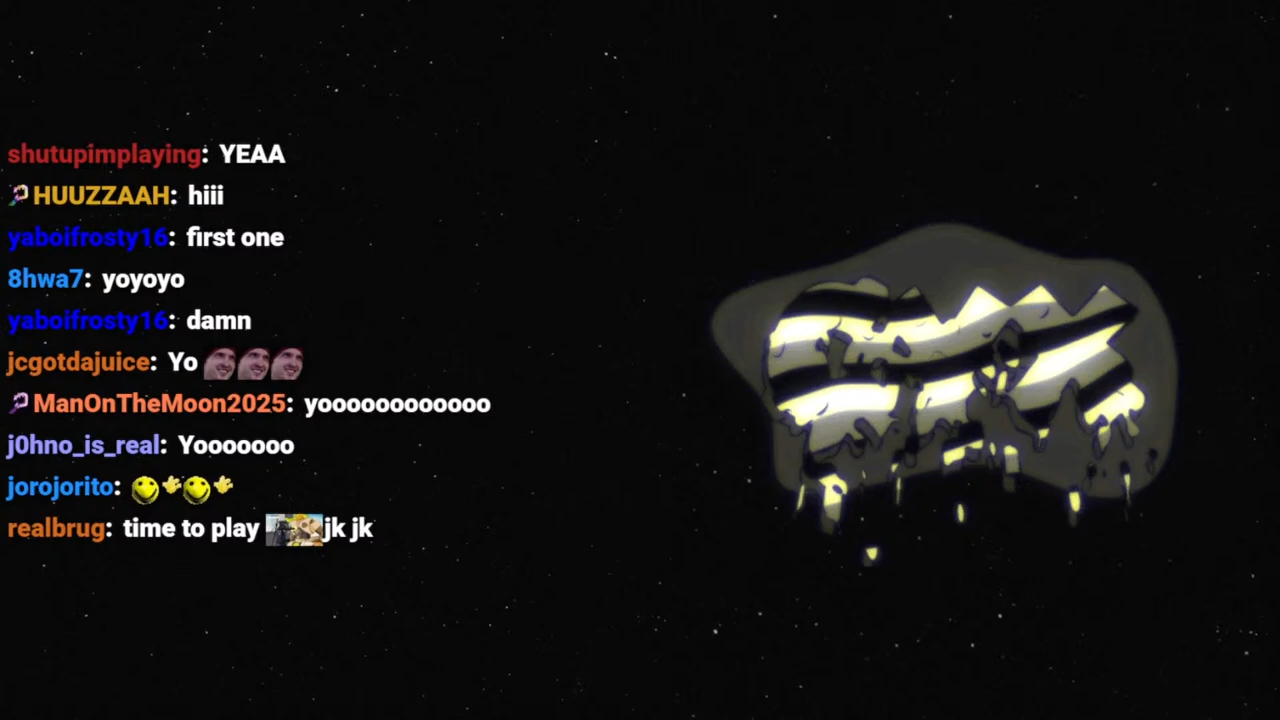 shutupimplaying: YEAA
HUUZZAAH: hiii
yaboifrosty16: first one
8hwa7: yoyoyo
yaboifrosty16: damn
jcgotdajuice: Yo
ManOnTheMoon2025: yoooooooooooo
j0hno_is_real: Yooooooo
jorojorito:
realbrug: time to play jk jk